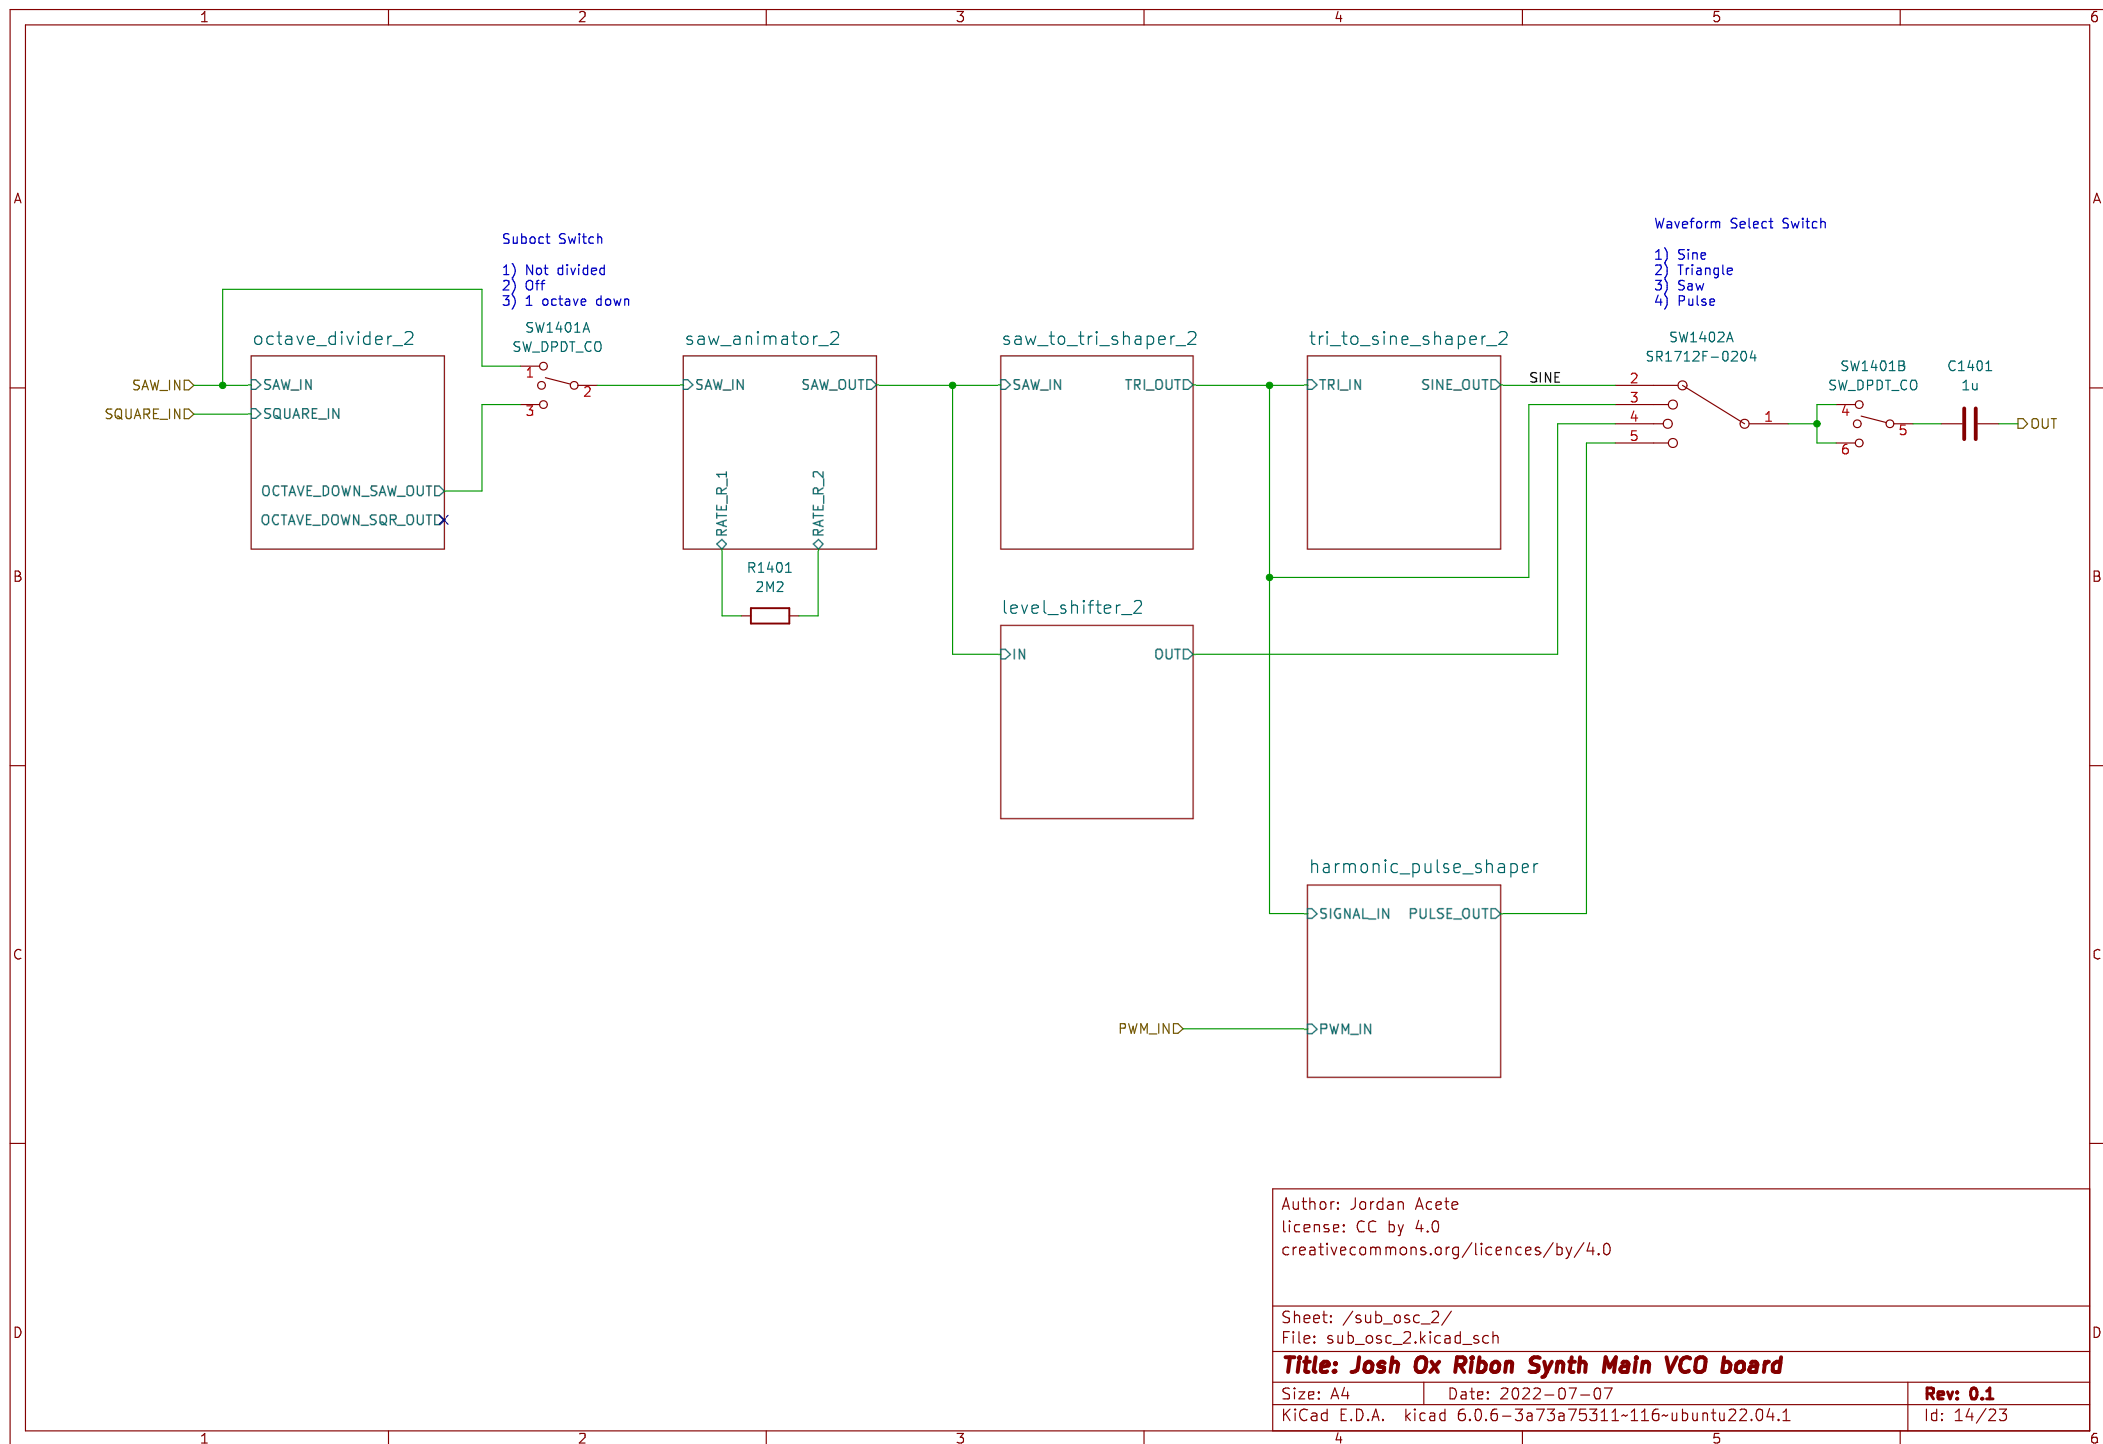 1 2 3 4 5 6
A A
Waveform Select Switch
1) Sine
2) Triangle
3) Saw
4) Pulse
Suboct Switch
1) Not divided
2) Off
3) 1 octave down
octave_divider_2
SAW_IN
SQUARE_IN
SAW_IN
SQUARE_IN
OCTAVE_DOWN_SAW_OUT
OCTAVE_DOWN_SQR_OUT
SW1401A
SW_DPDT_CO
1
2
3
saw_animator_2
SAW_IN SAW_OUT
RATE_R_1
RATE_R_2
R1401
2M2
saw_to_tri_shaper_2
SAW_IN TRI_OUT
tri_to_sine_shaper_2
TRI_IN SINE_OUT
SINE
SW1402A
SR1712F-0204
2
3
4
5
1
SW1401B
SW_DPDT_CO
4
5
6
C1401
1u
OUT
B B
level_shifter_2
IN OUT
harmonic_pulse_shaper
SIGNAL_IN PULSE_OUT
PWM_IN
PWM_IN
C C
D D
Author: Jordan Acete
license: CC by 4.0
creativecommons.org/licences/by/4.0
Sheet: /sub_osc_2/
File: sub_osc_2.kicad_sch
Title: Josh Ox Ribon Synth Main VCO board
Size: A4 Date: 2022-07-07 Rev: 0.1
KiCad E.D.A. kicad 6.0.6-3a73a75311~116~ubuntu22.04.1 Id: 14/23
1 2 3 4 5 6